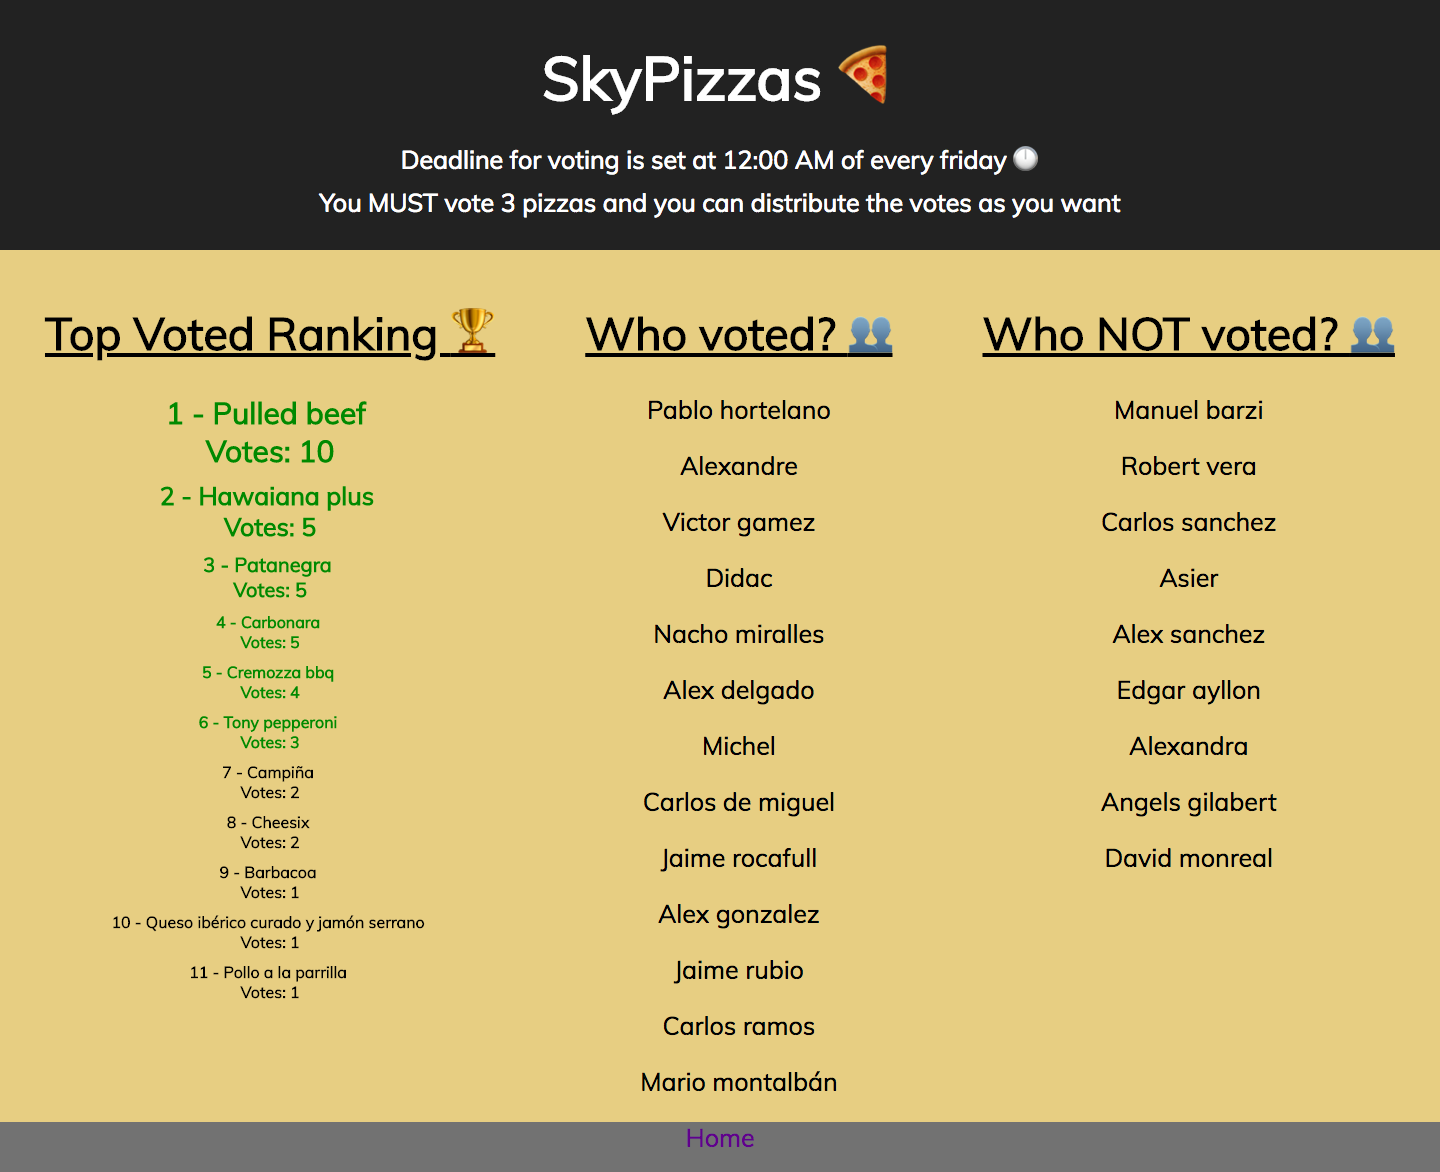 SkyPizzas 🍕
Deadline for voting is set at 12:00 AM of every friday 🕛
You MUST vote 3 pizzas and you can distribute the votes as you want
Top Voted Ranking 🏆
1 - Pulled beef
Votes: 10
2 - Hawaiana plus
Votes: 5
3 - Patanegra
Votes: 5
4 - Carbonara
Votes: 5
5 - Cremozza bbq
Votes: 4
6 - Tony pepperoni
Votes: 3
7 - Campiña
Votes: 2
8 - Cheesix
Votes: 2
9 - Barbacoa
Votes: 1
10 - Queso ibérico curado y jamón serrano
Votes: 1
11 - Pollo a la parrilla
Votes: 1
Who voted? 👥
Pablo hortelano
Alexandre
Victor gamez
Didac
Nacho miralles
Alex delgado
Michel
Carlos de miguel
Jaime rocafull
Alex gonzalez
Jaime rubio
Carlos ramos
Mario montalbán
Who NOT voted? 👥
Manuel barzi
Robert vera
Carlos sanchez
Asier
Alex sanchez
Edgar ayllon
Alexandra
Angels gilabert
David monreal
Home